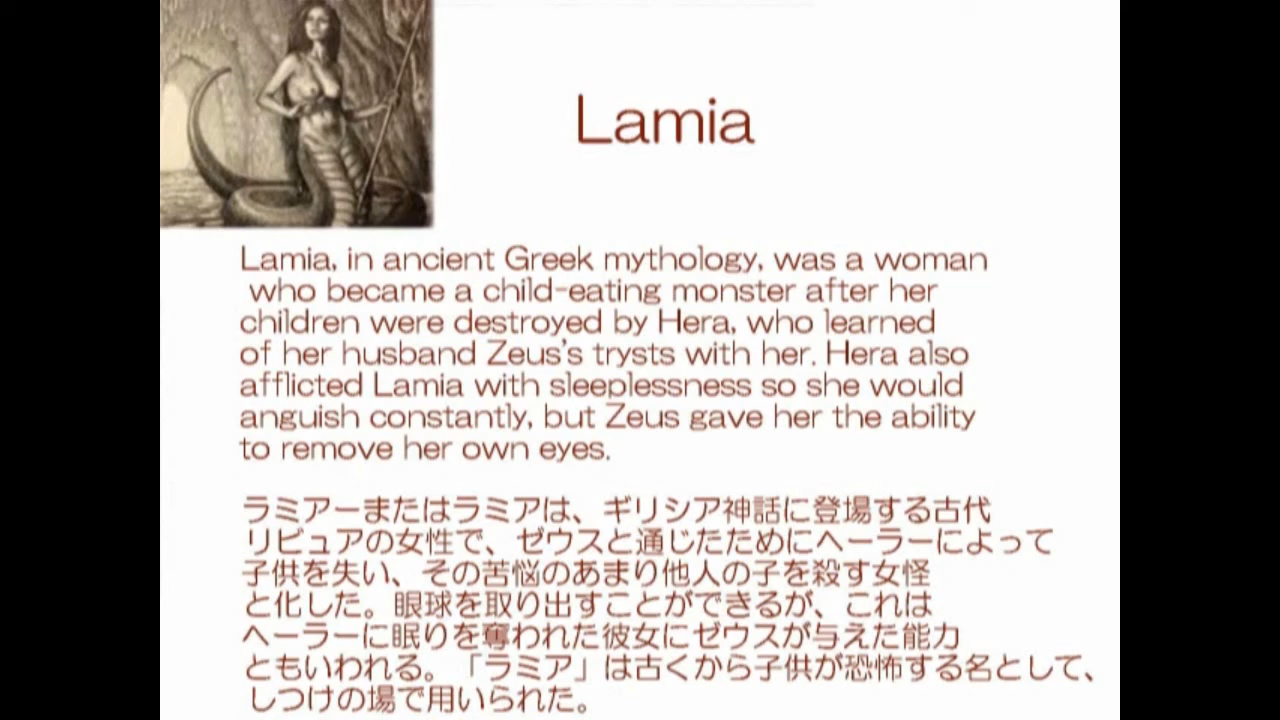 Lamia
Lamia, in ancient Greek mythology, was a woman
who became a child-eating monster after her
children were destroyed by Hera, who learned
of her husband Zeus's trysts with her. Hera also
afflicted Lamia with sleeplessness so she would
anguish constantly, but Zeus gave her the ability
to remove her own eyes.
ラミアーまたはラミアは、ギリシア神話に登場する古代
リビュアの女性で、ゼウスと通じたためにヘーラーによって
子供を失い、その苦悩のあまり他人の子を殺す女怪
と化した。眼球を取り出すことができるが、これは
ヘーラーに眠りを奪われた彼女にゼウスが与えた能力
ともいわれる。「ラミア」は古くから子供が恐怖する名として、
しつけの場で用いられた。